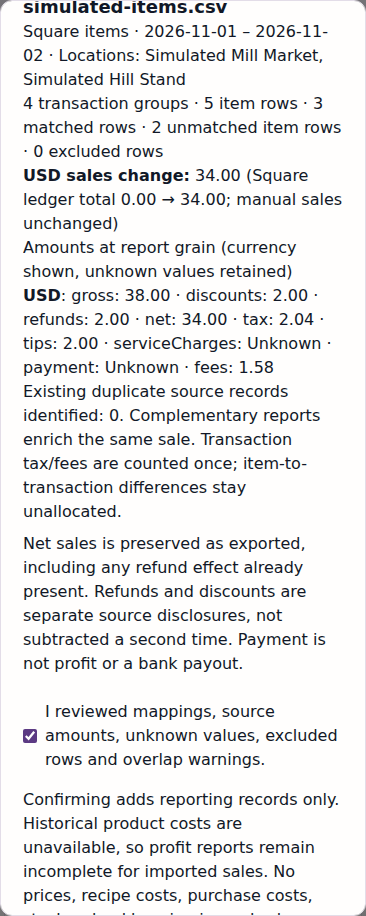 simulated-items.csv
Square items · 2026-11-01 – 2026-11-
02 · Locations: Simulated Mill Market,
Simulated Hill Stand
4 transaction groups · 5 item rows · 3
matched rows · 2 unmatched item rows
· 0 excluded rows
USD sales change: 34.00 (Square
ledger total 0.00 → 34.00; manual sales
unchanged)
Amounts at report grain (currency
shown, unknown values retained)
USD: gross: 38.00 · discounts: 2.00 ·
refunds: 2.00 · net: 34.00 · tax: 2.04 ·
tips: 2.00 · serviceCharges: Unknown ·
payment: Unknown · fees: 1.58
Existing duplicate source records
identified: 0. Complementary reports
enrich the same sale. Transaction
tax/fees are counted once; item-to-
transaction differences stay
unallocated.
Net sales is preserved as exported,
including any refund effect already
present. Refunds and discounts are
separate source disclosures, not
subtracted a second time. Payment is
not profit or a bank payout.
I reviewed mappings, source
amounts, unknown values, excluded
rows and overlap warnings.
Confirming adds reporting records only.
Historical product costs are
unavailable, so profit reports remain
incomplete for imported sales. No
prices, recipe costs, purchase costs,